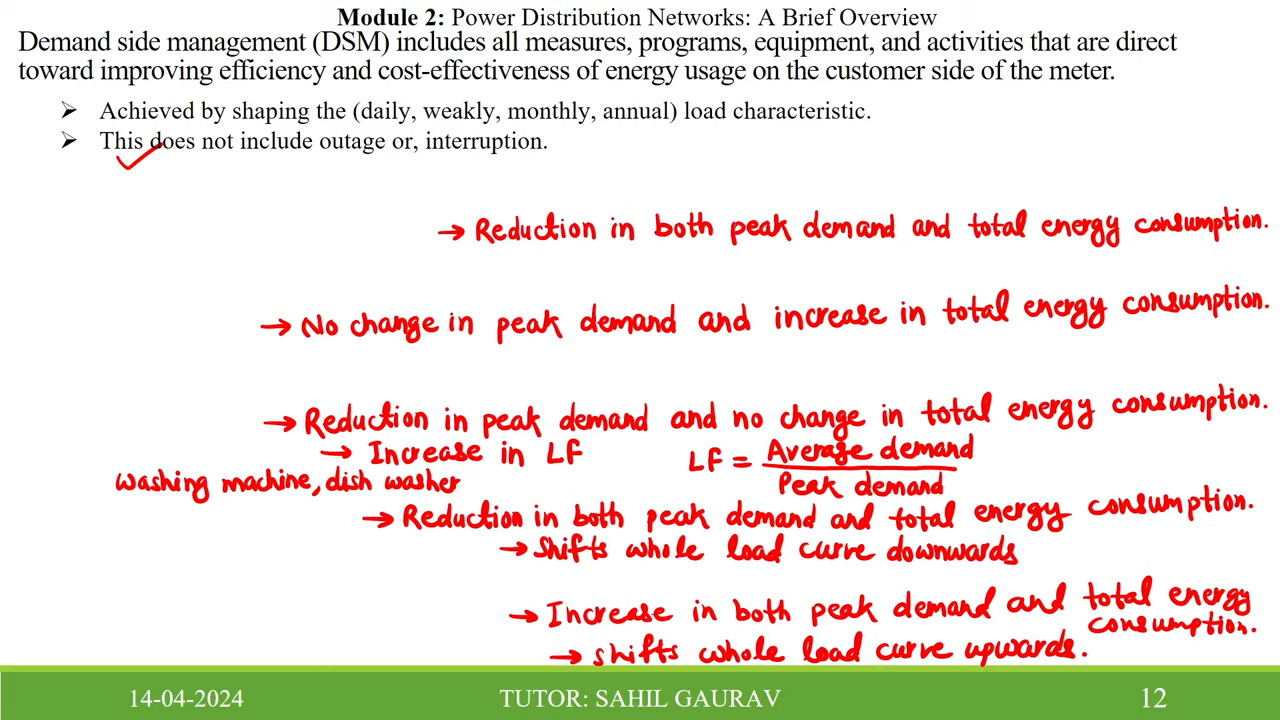 Module 2: Power Distribution Networks: A Brief Overview
Demand side management (DSM) includes all measures, programs, equipment, and activities that are direct
toward improving efficiency and cost-effectiveness of energy usage on the customer side of the meter.
➢ Achieved by shaping the (daily, weakly, monthly, annual) load characteristic.
➢ This does not include outage or, interruption.
→ Reduction in both peak demand and total energy consumption.
→ No change in peak demand and increase in total energy consumption.
→ Reduction in peak demand and no change in total energy consumption.
→ Increase in LF
LF = Average demand
Peak demand
washing machine, dish washer
→ Reduction in both peak demand and total energy consumption.
→ Shifts whole load curve downwards
→ Increase in both peak demand and total energy
consumption.
→ shifts whole load curve upwards.
14-04-2024
TUTOR: SAHIL GAURAV
12